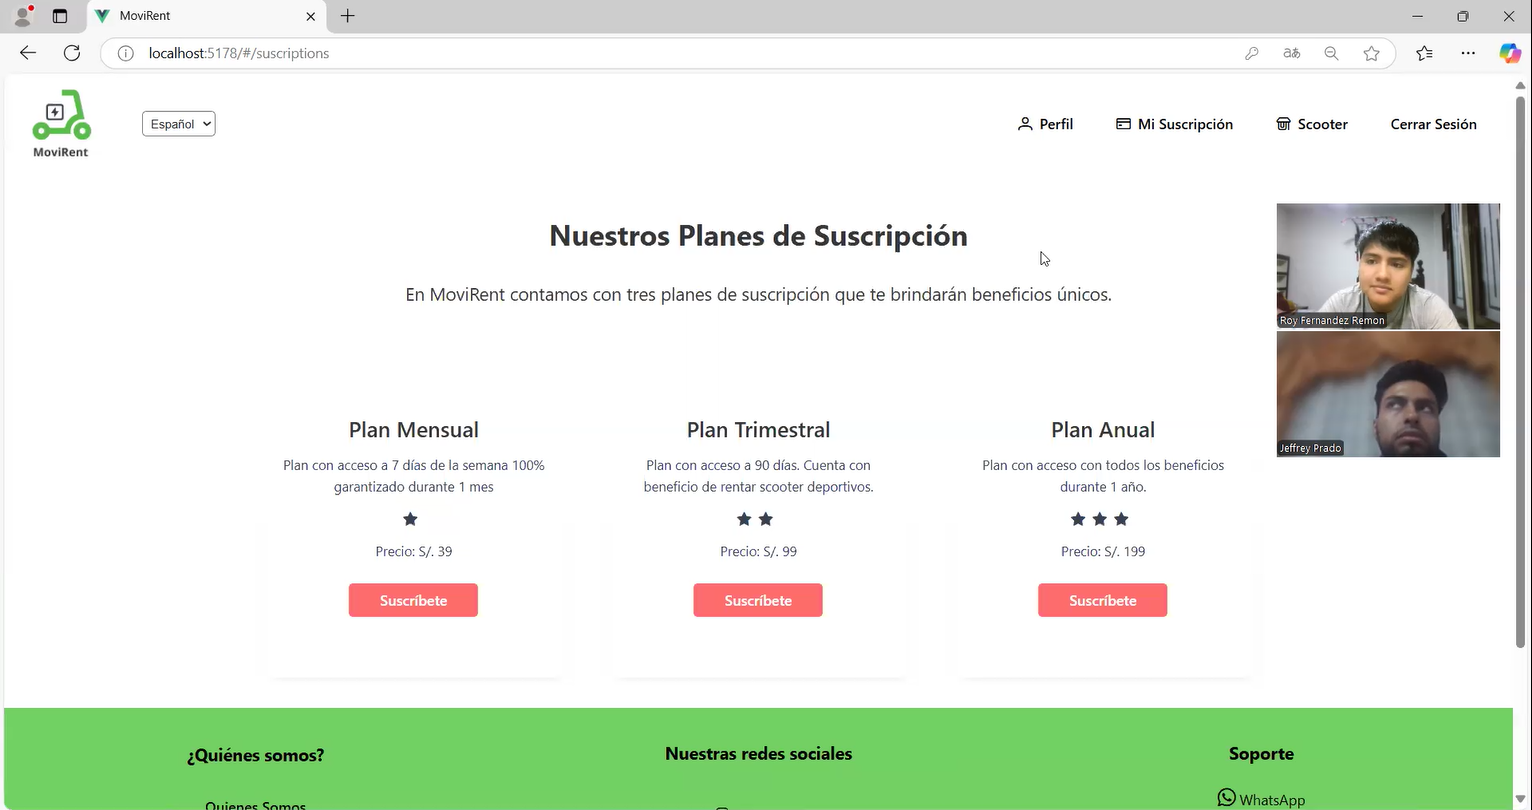 MoviRent
localhost:5178/#/suscriptions
aあ
MoviRent
Español
Perfil
Mi Suscripción
Scooter
Cerrar Sesión
Nuestros Planes de Suscripción
En MoviRent contamos con tres planes de suscripción que te brindarán beneficios únicos.
Roy Fernandez Remon
Jeffrey Prado
Plan Mensual
Plan con acceso a 7 días de la semana 100%
garantizado durante 1 mes
Precio: S/. 39
Suscríbete
Plan Trimestral
Plan con acceso a 90 días. Cuenta con
beneficio de rentar scooter deportivos.
Precio: S/. 99
Suscríbete
Plan Anual
Plan con acceso con todos los beneficios
durante 1 año.
Precio: S/. 199
Suscríbete
¿Quiénes somos?
Quienes Somos
Nuestras redes sociales
Soporte
WhatsApp